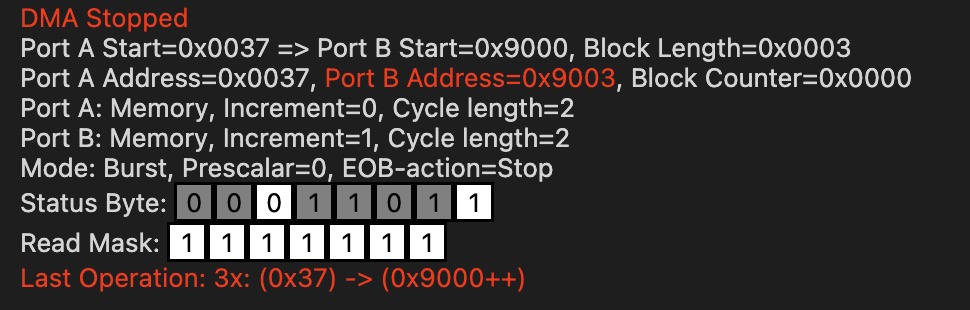 DMA Stopped
Port A Start=0x0037 => Port B Start=0x9000, Block Length=0x0003
Port A Address=0x0037, Port B Address=0x9003, Block Counter=0x0000
Port A: Memory, Increment=0, Cycle length=2
Port B: Memory, Increment=1, Cycle length=2
Mode: Burst, Prescalar=0, EOB-action=Stop
Status Byte: 0 0 0 1 1 0 1 1
Read Mask: 1 1 1 1 1 1 1
Last Operation: 3x: (0x37) -> (0x9000++)